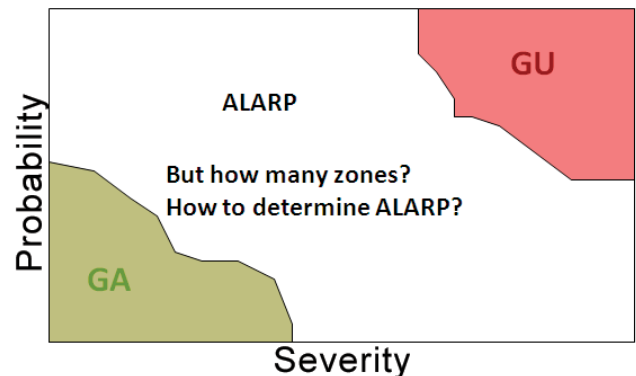 GU
ALARP
But how many zones?
How to determine ALARP?
GA
Probability
Severity